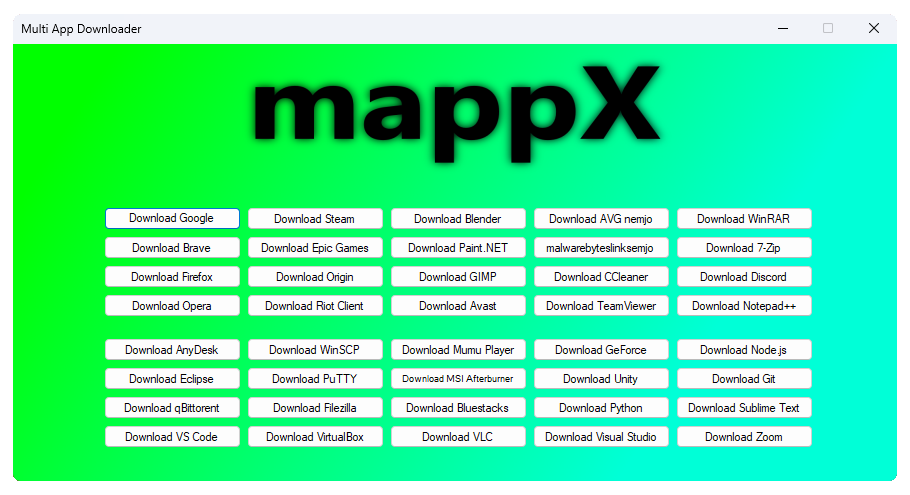 Multi App Downloader
mappX
Download Google Download Steam Download Blender Download AVG nemjo Download WinRAR
Download Brave Download Epic Games Download Paint.NET malwarebyteslinksemjo Download 7-Zip
Download Firefox Download Origin Download GIMP Download CCleaner Download Discord
Download Opera Download Riot Client Download Avast Download TeamViewer Download Notepad++
Download AnyDesk Download WinSCP Download Mumu Player Download GeForce Download Node.js
Download Eclipse Download PuTTY Download MSI Afterburner Download Unity Download Git
Download qBittorent Download Filezilla Download Bluestacks Download Python Download Sublime Text
Download VS Code Download VirtualBox Download VLC Download Visual Studio Download Zoom